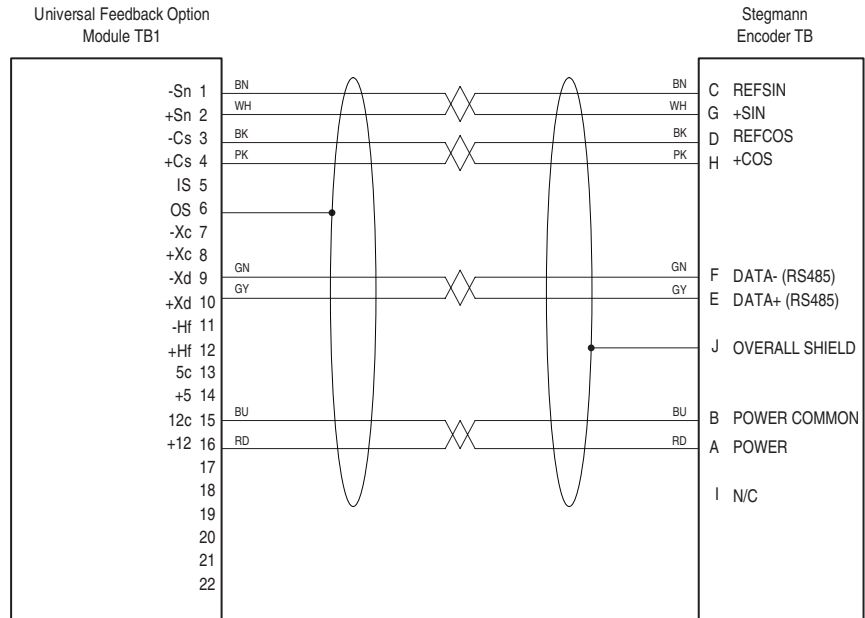 Universal Feedback Option
Module TB1
Stegmann
Encoder TB
-Sn 1 BN BN C REFSIN
+Sn 2 WH WH G +SIN
-Cs 3 BK BK D REFCOS
+Cs 4 PK PK H +COS
IS 5
OS 6
-Xc 7
+Xc 8
-Xd 9 GN GN F DATA- (RS485)
+Xd 10 GY GY E DATA+ (RS485)
-Hf 11
+Hf 12 J OVERALL SHIELD
5c 13
+5 14
12c 15 BU BU B POWER COMMON
+12 16 RD RD A POWER
17
18 I N/C
19
20
21
22